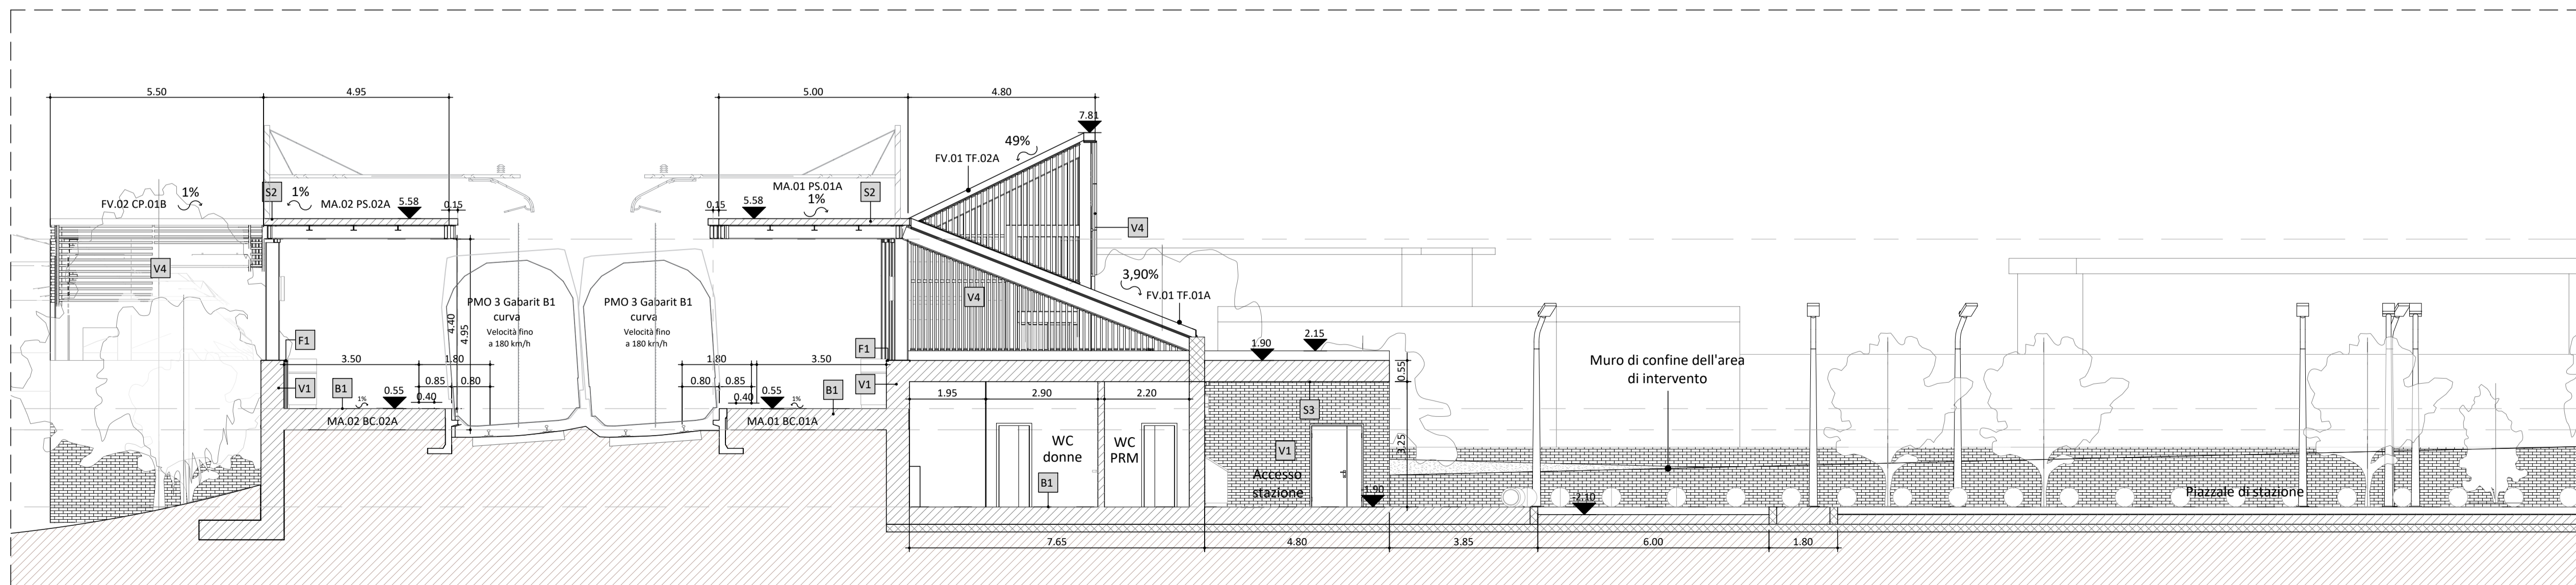 5.50
4.95
5.00
4.80
7.81
49%
FV.01 TF.02A
1%
FV.02 CP.01B
S2
1%
MA.02 PS.02A
5.58
0.15
0.15
5.58
MA.01 PS.01A
1%
S2
V4
V4
V4
3,90%
FV.01 TF.01A
PMO 3 Gabarit B1
curva
Velocità fino
a 180 km/h
PMO 3 Gabarit B1
curva
Velocità fino
a 180 km/h
4.40
4.95
F1
F1
3.50
1.80
1.80
3.50
V1
B1
1%
0.55
0.85
0.80
0.40
0.80
0.85
0.40
0.55
1%
B1
V1
MA.02 BC.02A
MA.01 BC.01A
1.95
2.90
2.20
WC
donne
WC
PRM
B1
1.90
2.15
0.55
S3
3.25
V1
Accesso
stazione
-1.90
Muro di confine dell'area
di intervento
-2.10
Piazzale di stazione
7.65
4.80
3.85
6.00
1.80